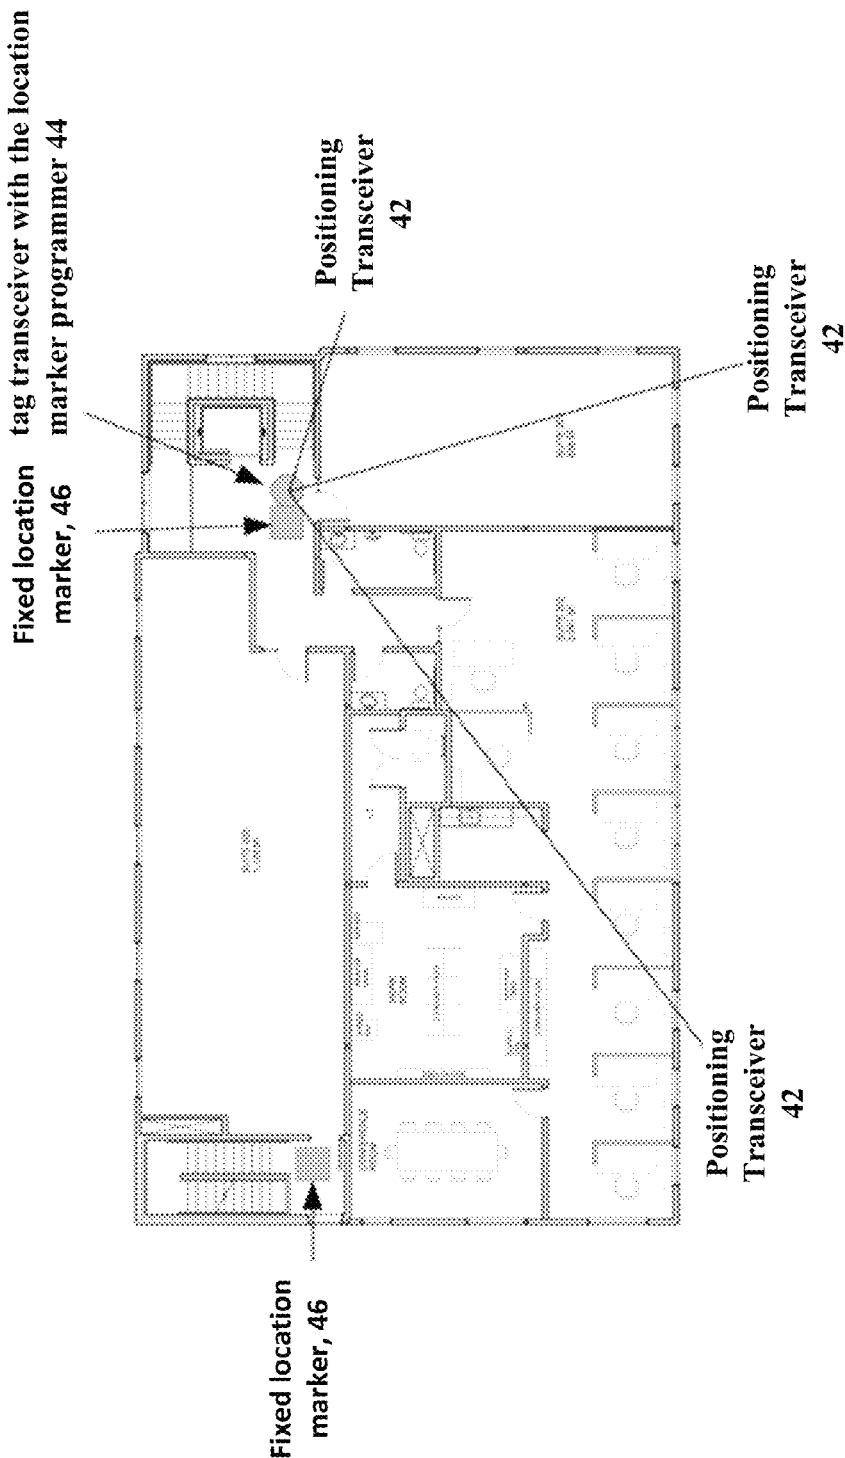 tag transceiver with the location
marker programmer 44
Fixed location
marker, 46
Positioning
Transceiver
42
Positioning
Transceiver
42
Positioning
Transceiver
42
Fixed location
marker, 46